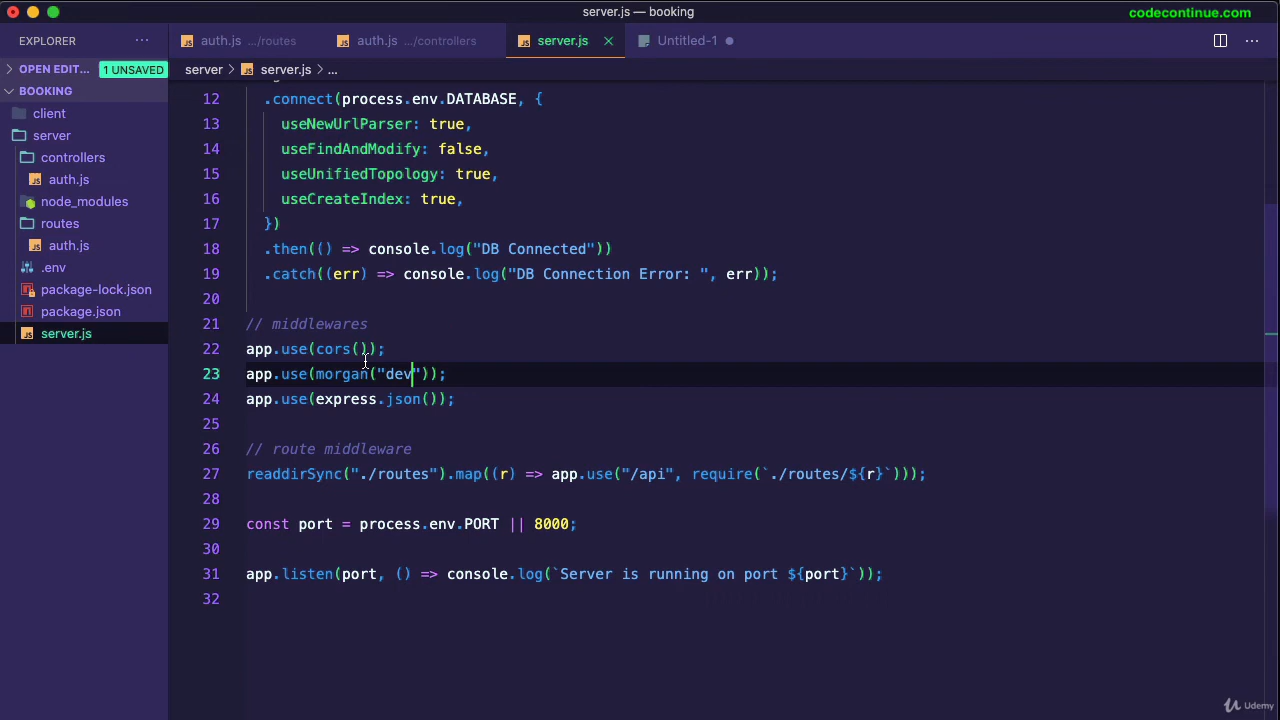 server.js — booking
codecontinue.com
EXPLORER ...
auth.js .../routes
auth.js .../controllers
server.js
Untitled-1
OPEN EDIT... 1 UNSAVED
server > server.js > ...
BOOKING
client
server
controllers
auth.js
node_modules
routes
auth.js
.env
package-lock.json
package.json
server.js
12 .connect(process.env.DATABASE, {
13 useNewUrlParser: true,
14 useFindAndModify: false,
15 useUnifiedTopology: true,
16 useCreateIndex: true,
17 })
18 .then(() => console.log("DB Connected"))
19 .catch((err) => console.log("DB Connection Error: ", err));
20
21 // middlewares
22 app.use(cors());
23 app.use(morgan("dev"));
24 app.use(express.json());
25
26 // route middleware
27 readdirSync("./routes").map((r) => app.use("/api", require(`./routes/${r}`)));
28
29 const port = process.env.PORT || 8000;
30
31 app.listen(port, () => console.log(`Server is running on port ${port}`));
32
Udemy